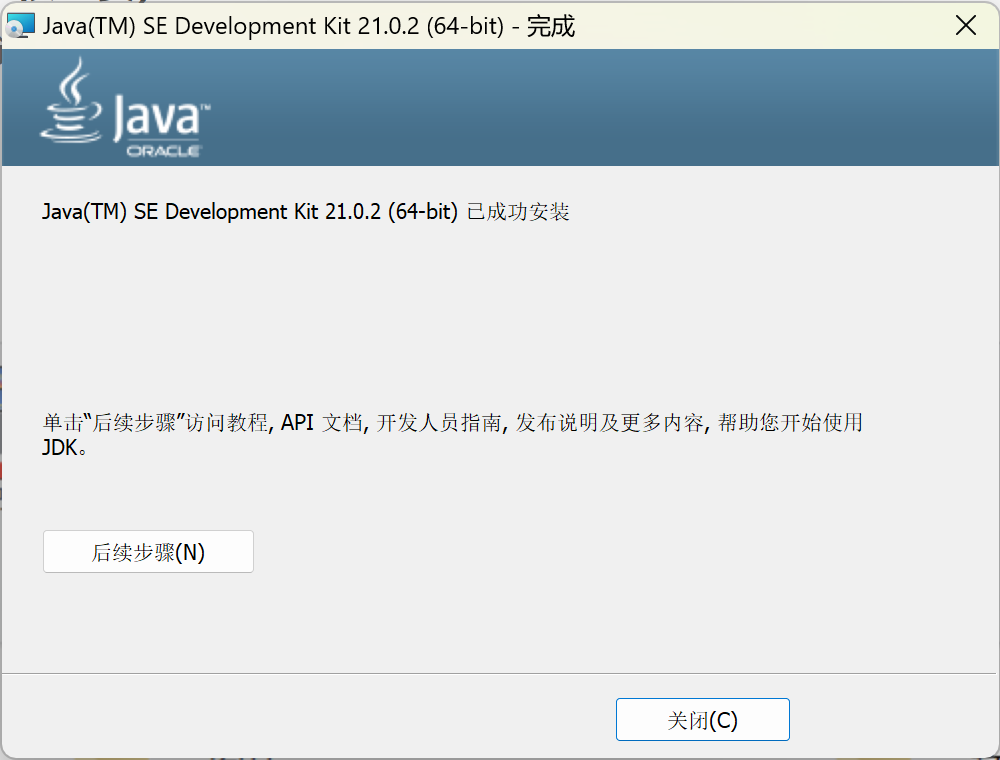 Java(TM) SE Development Kit 21.0.2 (64-bit) - 完成
Java™
ORACLE
Java(TM) SE Development Kit 21.0.2 (64-bit) 已成功安装
单击“后续步骤”访问教程, API 文档, 开发人员指南, 发布说明及更多内容, 帮助您开始使用
JDK。
后续步骤(N)
关闭(C)